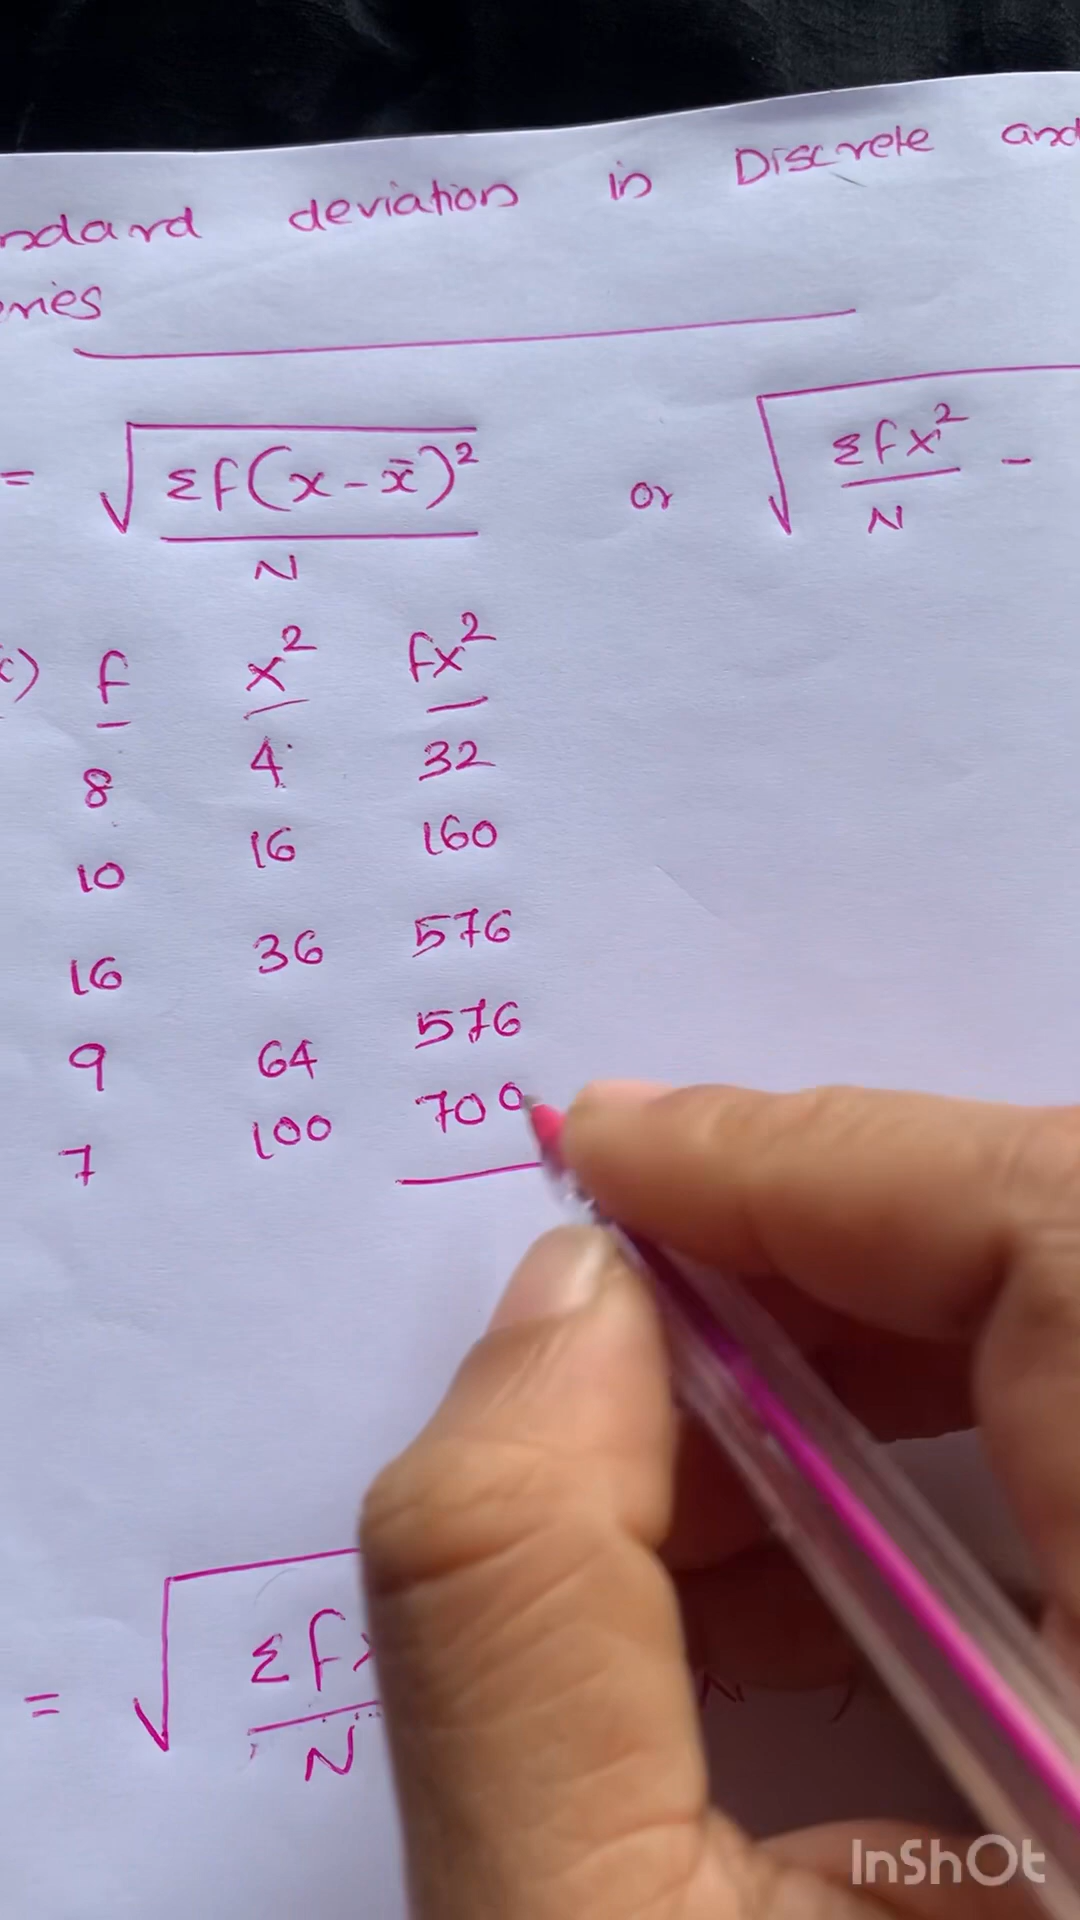 ndard deviation in Discrete and
eries
= √ Σf(x-x̄)² / N or √ Σfx² / N -
f x² fx²
8 4 32
10 16 160
16 36 576
9 64 576
7 100 700
= √ Σf / N
InShOt